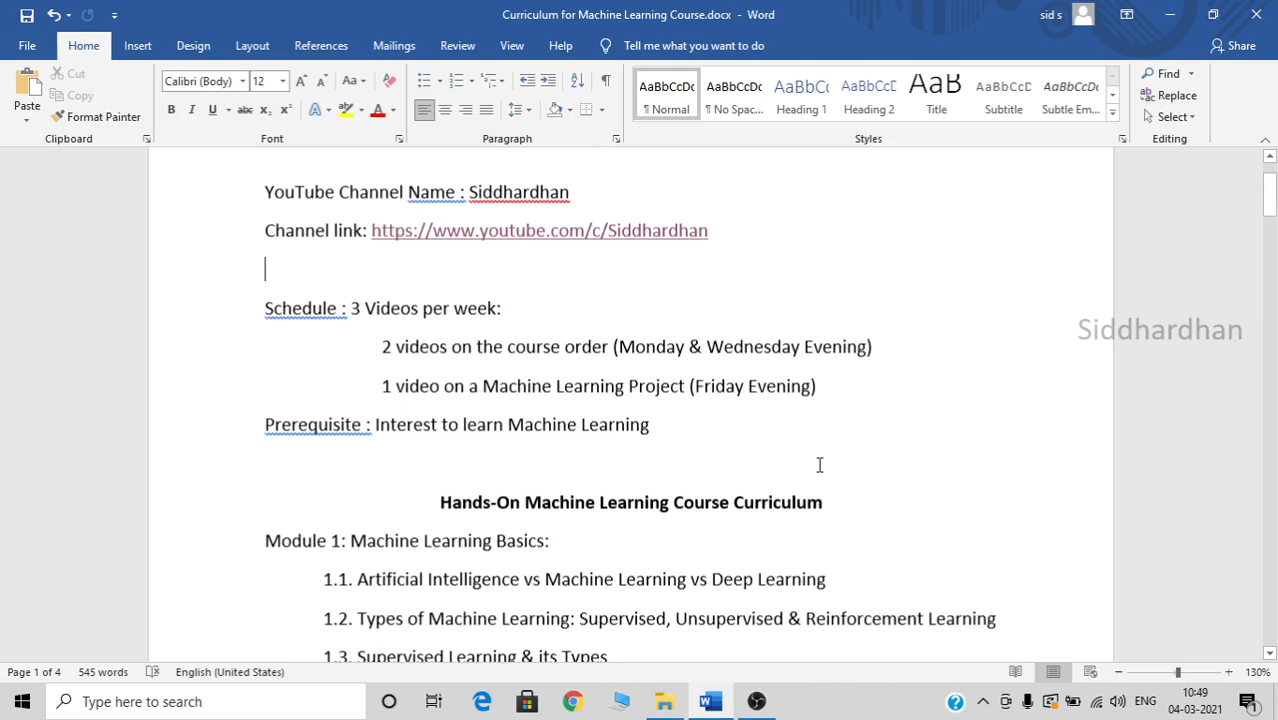 Curriculum for Machine Learning Course.docx - Word
sid s
File Home Insert Design Layout References Mailings Review View Help Tell me what you want to do Share
Paste
Cut
Copy
Format Painter
Clipboard
Calibri (Body) 12
Font
Paragraph
AaBbCcDc AaBbCcDc AaBbCc AaBbCcD AaB AaBbCcD AaBbCcDc
¶ Normal ¶ No Spac... Heading 1 Heading 2 Title Subtitle Subtle Em...
Styles
Find
Replace
Select
Editing
YouTube Channel Name : Siddhardhan
Channel link: https://www.youtube.com/c/Siddhardhan
Schedule : 3 Videos per week:
2 videos on the course order (Monday & Wednesday Evening)
1 video on a Machine Learning Project (Friday Evening)
Prerequisite : Interest to learn Machine Learning
Hands-On Machine Learning Course Curriculum
Module 1: Machine Learning Basics:
1.1. Artificial Intelligence vs Machine Learning vs Deep Learning
1.2. Types of Machine Learning: Supervised, Unsupervised & Reinforcement Learning
1.3. Supervised Learning & its Types
Siddhardhan
Page 1 of 4 545 words English (United States) 130%
Type here to search
ENG
10:49
04-03-2021